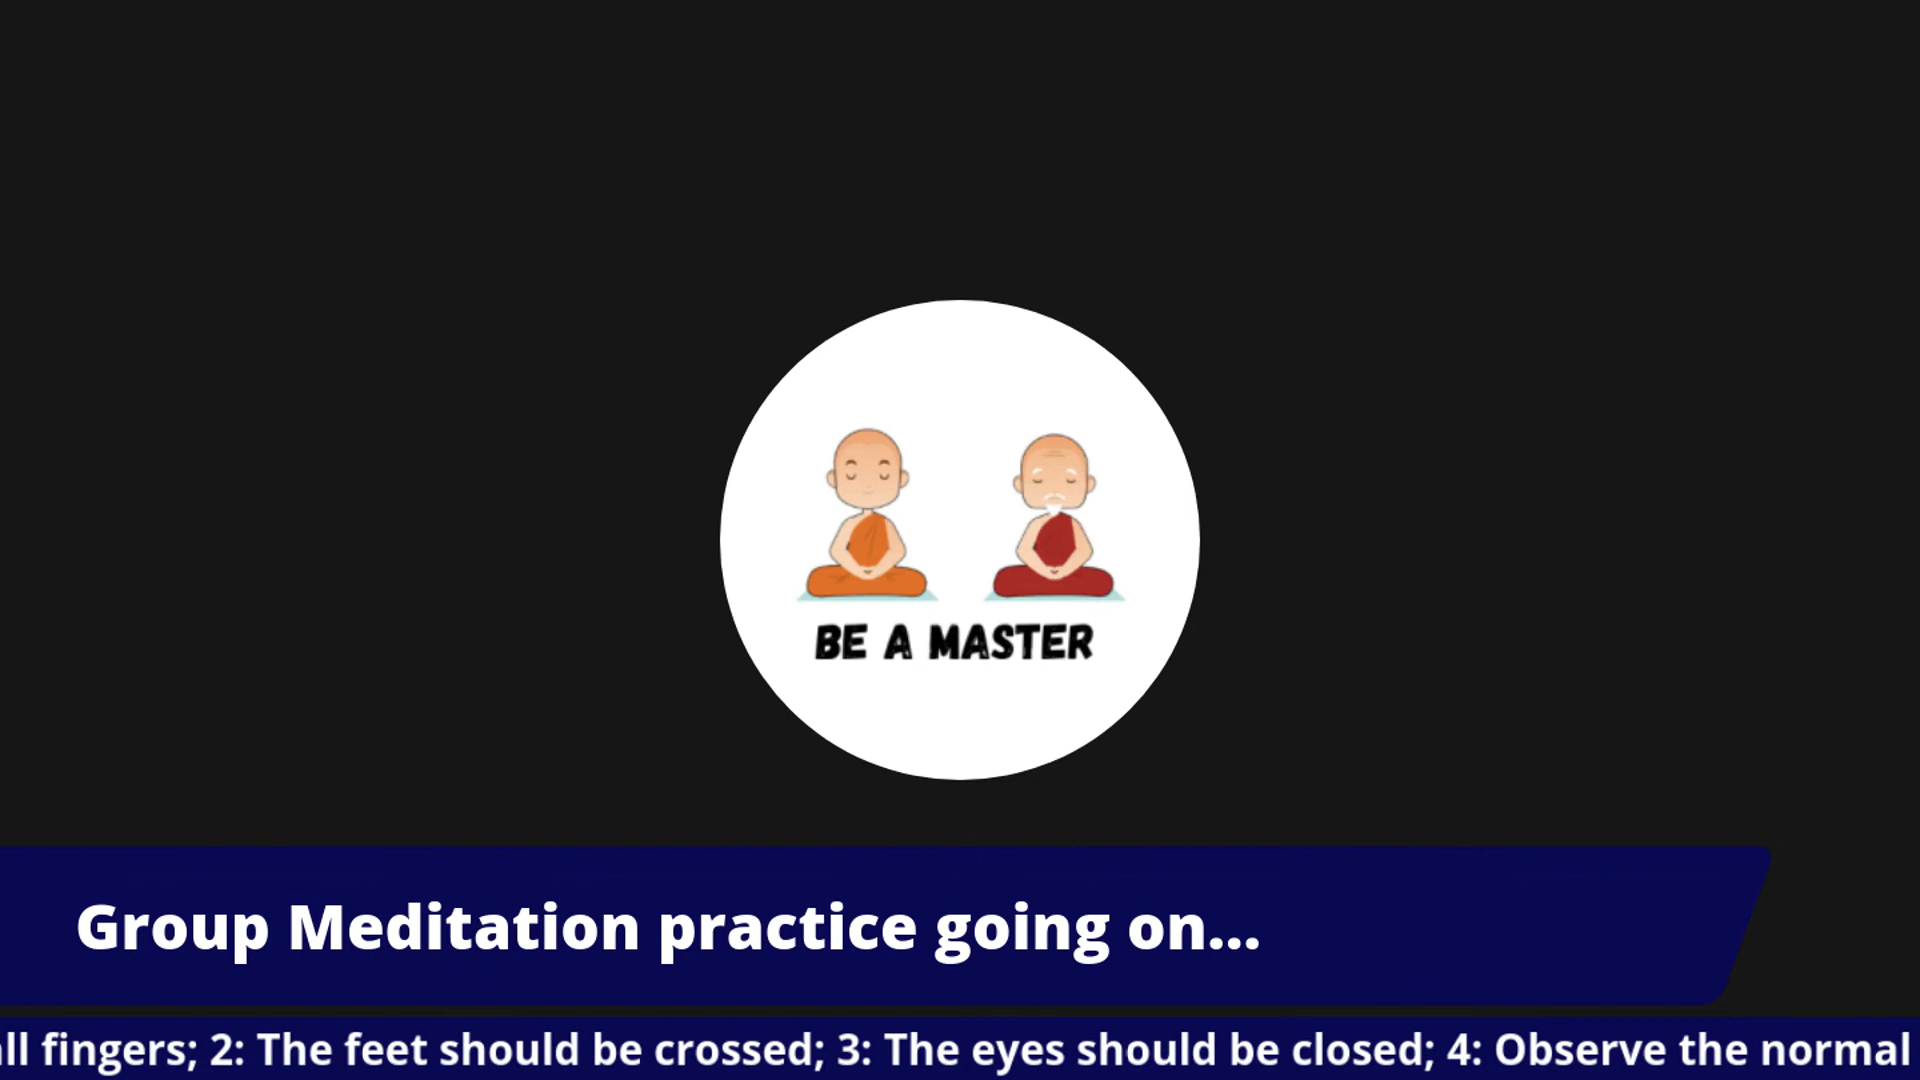 BE A MASTER
Group Meditation practice going on...
fingers; 2: The feet should be crossed; 3: The eyes should be closed; 4: Observe the normal